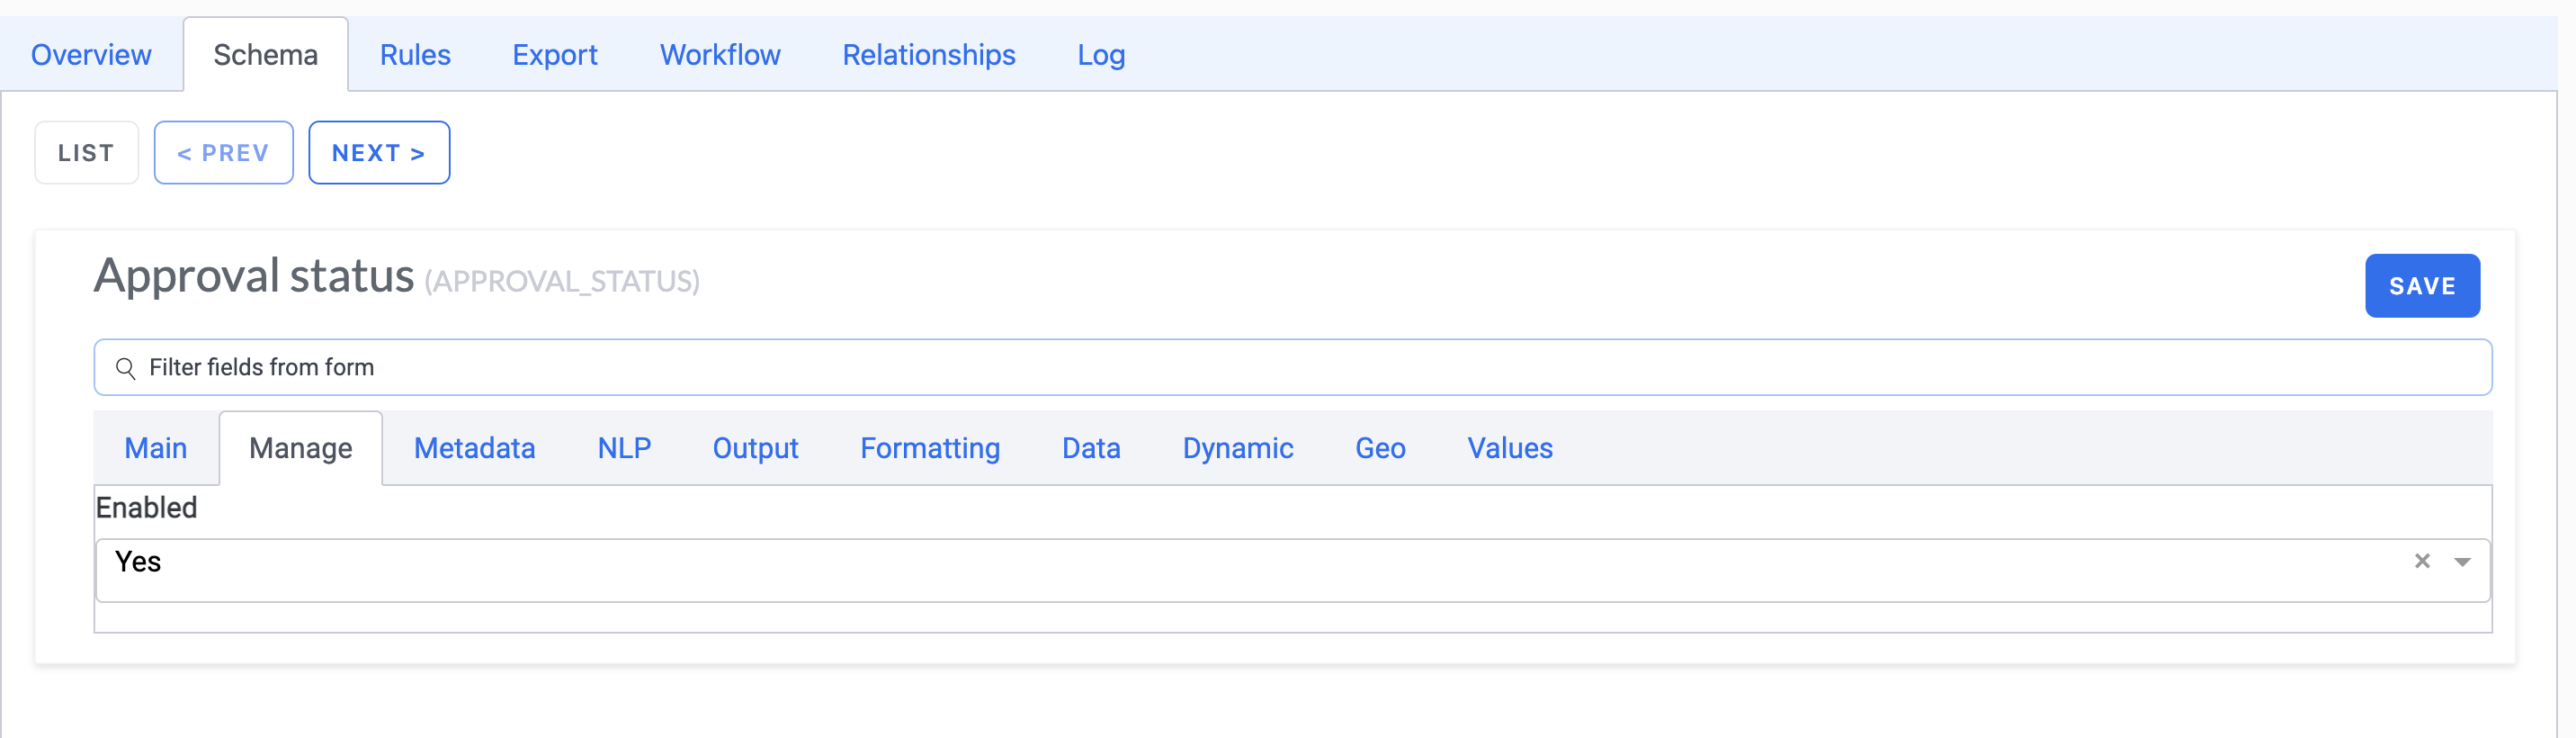 Overview Schema Rules Export Workflow Relationships Log
LIST < PREV NEXT >
Approval status (APPROVAL_STATUS)
SAVE
Filter fields from form
Main Manage Metadata NLP Output Formatting Data Dynamic Geo Values
Enabled
Yes